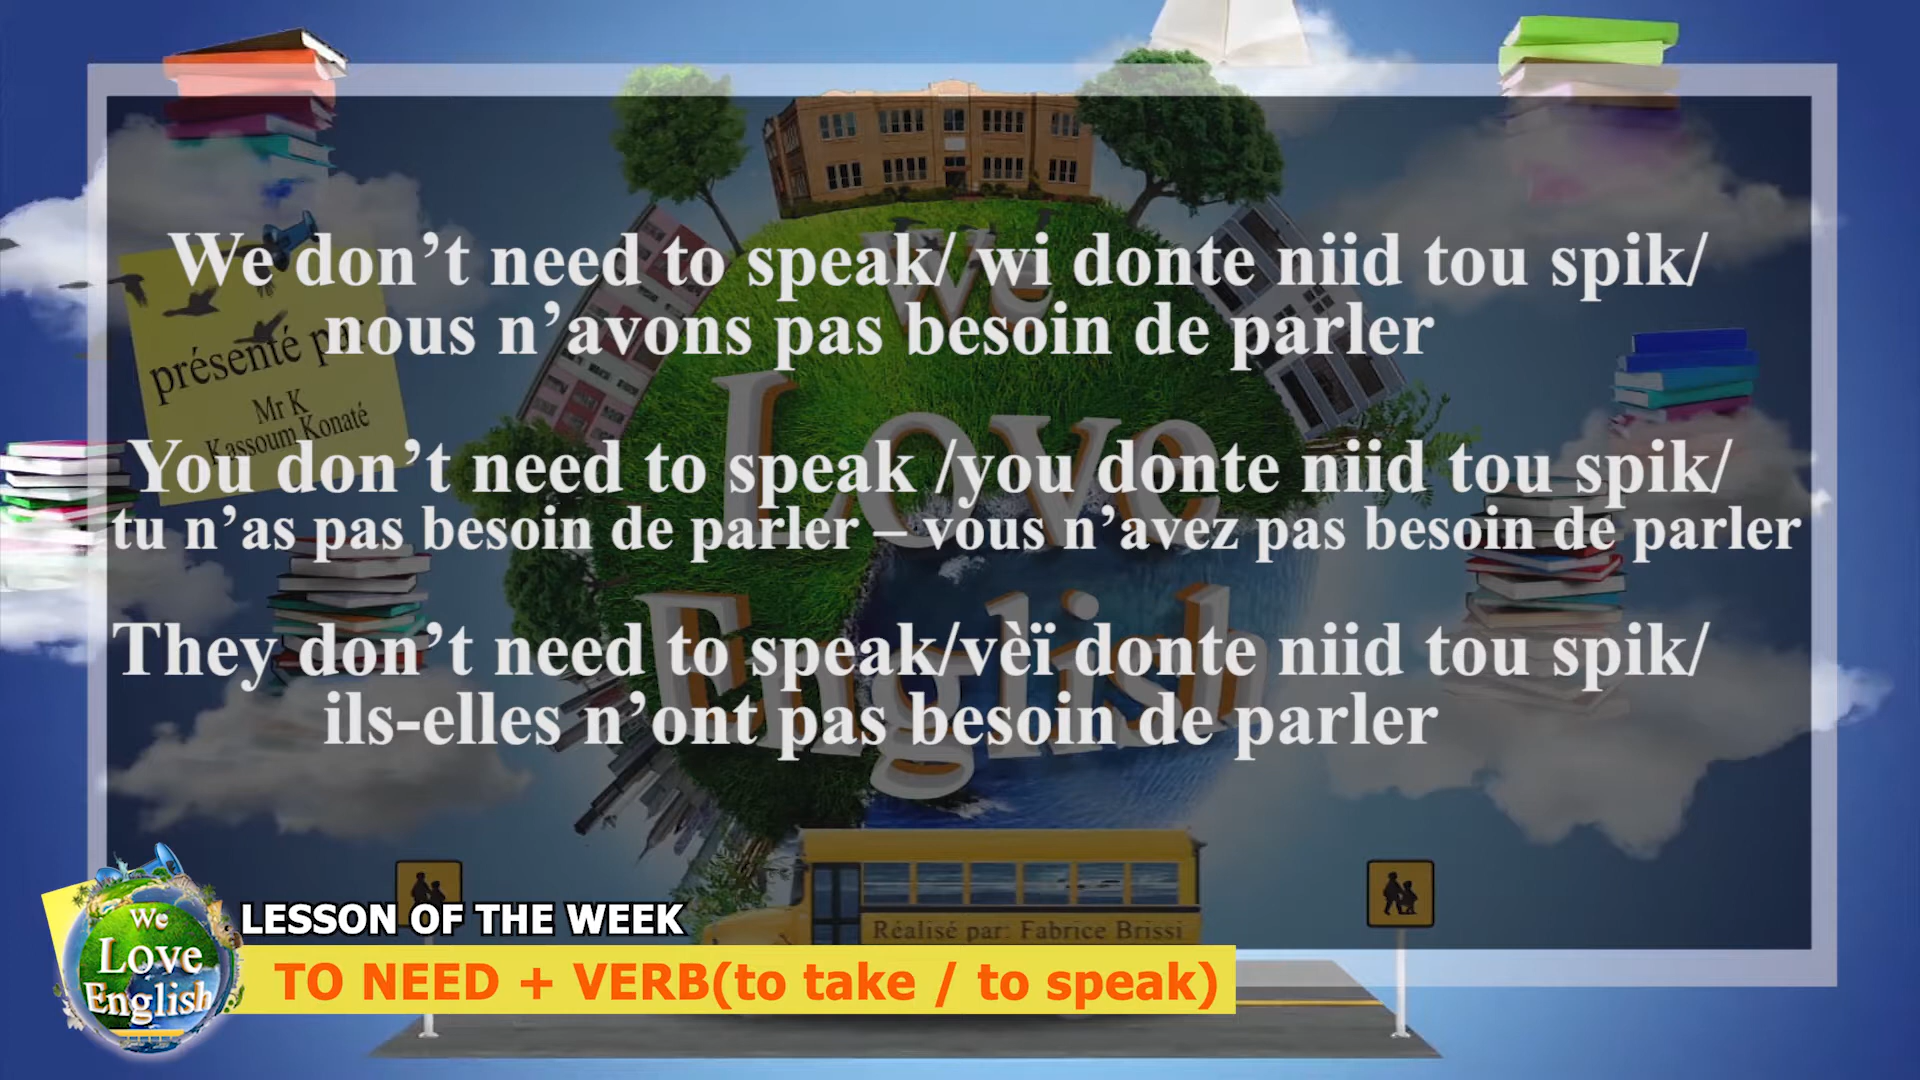 We don’t need to speak/ wi donte niid tou spik/
nous n’avons pas besoin de parler
présenté par
Mr K
Kassoum Konaté
You don’t need to speak /you donte niid tou spik/
tu n’as pas besoin de parler – vous n’avez pas besoin de parler
They don’t need to speak/vèï donte niid tou spik/
ils-elles n’ont pas besoin de parler
We
Love
English
Réalisé par: Fabrice Brissi
We
Love
English
LESSON OF THE WEEK
TO NEED + VERB(to take / to speak)